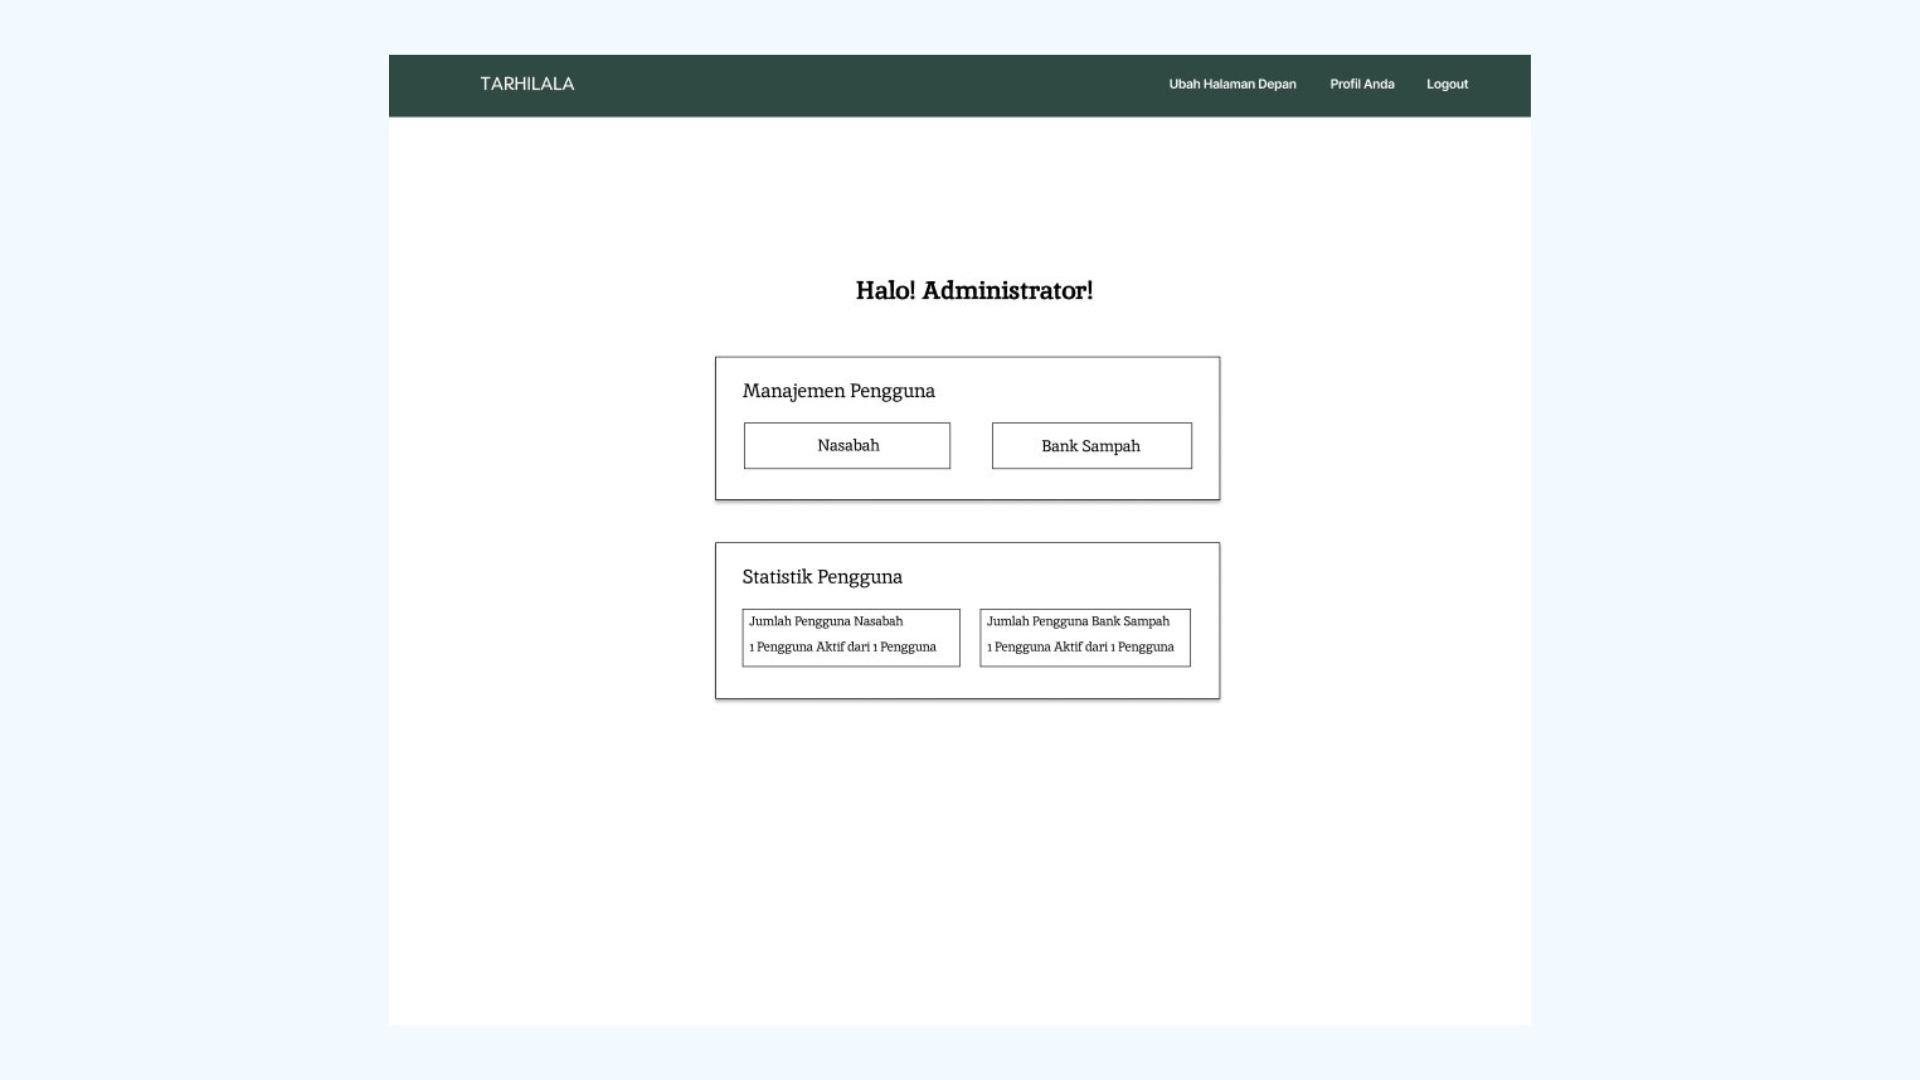 TARHILALA
Ubah Halaman Depan
Profil Anda
Logout
Halo! Administrator!
Manajemen Pengguna
Nasabah
Bank Sampah
Statistik Pengguna
Jumlah Pengguna Nasabah
1 Pengguna Aktif dari 1 Pengguna
Jumlah Pengguna Bank Sampah
1 Pengguna Aktif dari 1 Pengguna